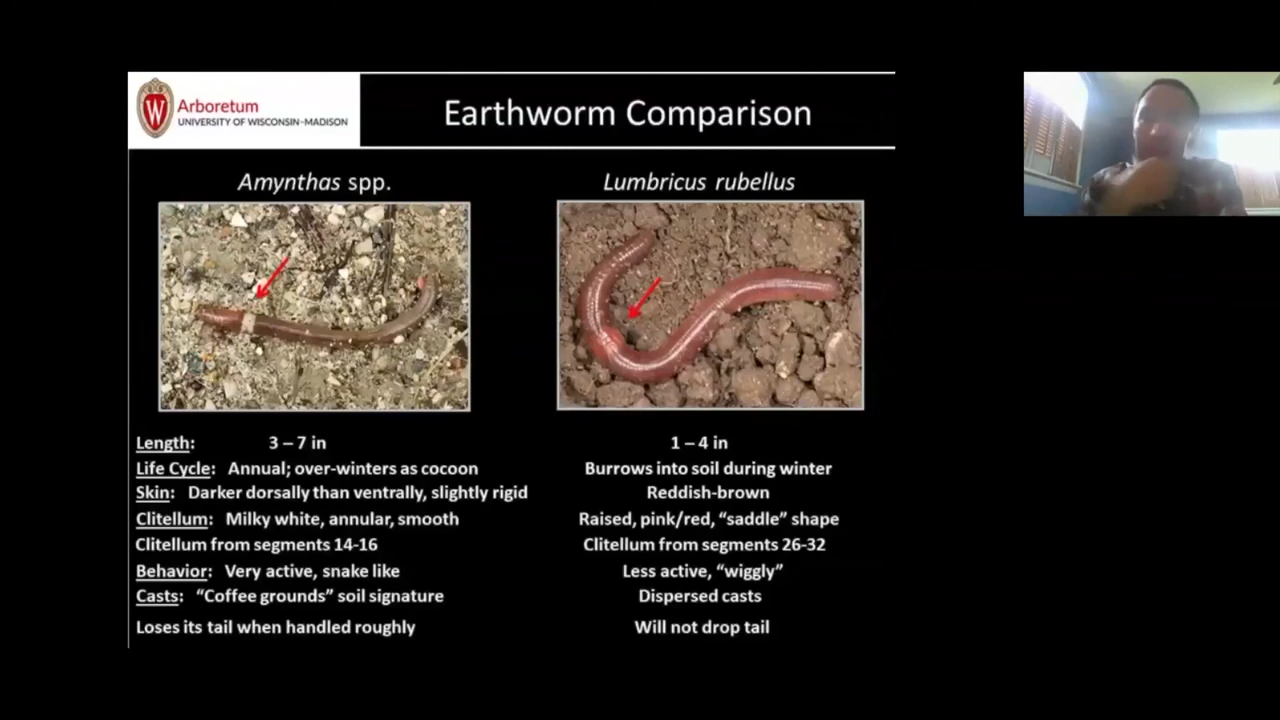 W
Arboretum
UNIVERSITY OF WISCONSIN–MADISON
Earthworm Comparison
Amynthas spp.
Lumbricus rubellus
Length: 3 – 7 in
1 – 4 in
Life Cycle: Annual; over-winters as cocoon
Burrows into soil during winter
Skin: Darker dorsally than ventrally, slightly rigid
Reddish-brown
Clitellum: Milky white, annular, smooth
Raised, pink/red, “saddle” shape
Clitellum from segments 14-16
Clitellum from segments 26-32
Behavior: Very active, snake like
Less active, “wiggly”
Casts: “Coffee grounds” soil signature
Dispersed casts
Loses its tail when handled roughly
Will not drop tail